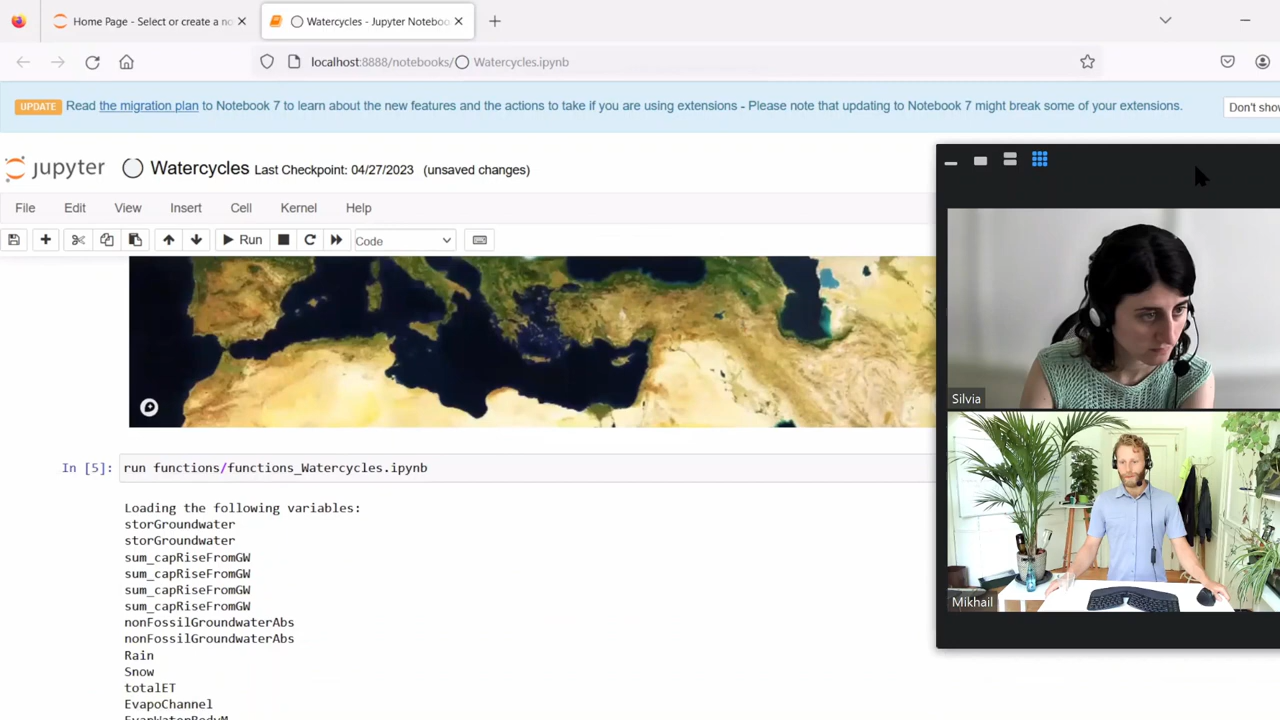 Home Page - Select or create a no
Watercycles - Jupyter Noteboo
localhost:8888/notebooks/ Watercycles.ipynb
UPDATE Read the migration plan to Notebook 7 to learn about the new features and the actions to take if you are using extensions - Please note that updating to Notebook 7 might break some of your extensions.
Don't show
jupyter Watercycles Last Checkpoint: 04/27/2023 (unsaved changes)
File Edit View Insert Cell Kernel Help
Run Code
Silvia
Mikhail
In [5]: run functions/functions_Watercycles.ipynb
Loading the following variables:
storGroundwater
storGroundwater
sum_capRiseFromGW
sum_capRiseFromGW
sum_capRiseFromGW
sum_capRiseFromGW
nonFossilGroundwaterAbs
nonFossilGroundwaterAbs
Rain
Snow
totalET
EvapoChannel
EvapWaterBodyM